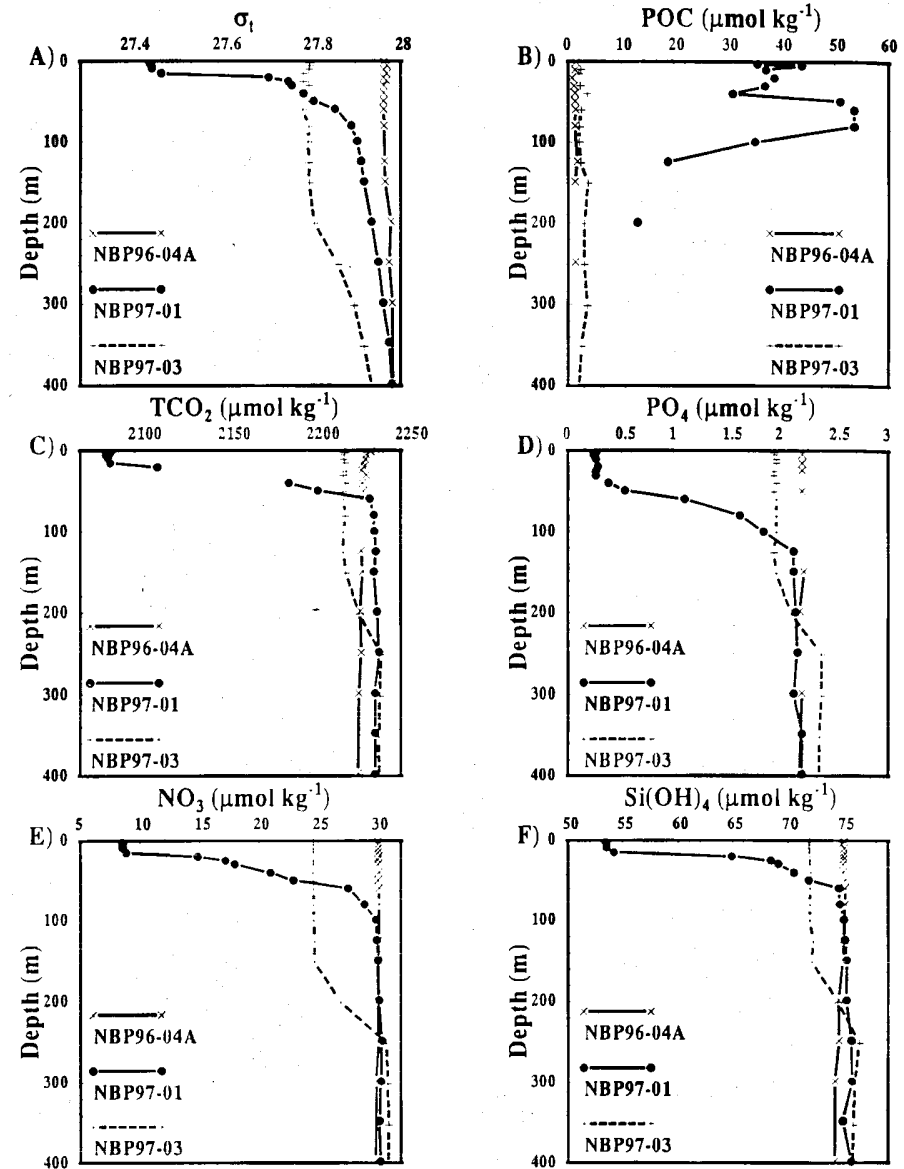 σt
27.4 27.6 27.8 28
A)
0
100
200
300
400
Depth (m)
NBP96-04A
NBP97-01
NBP97-03
POC (μmol kg-1)
0 10 20 30 40 50 60
B)
0
100
200
300
400
Depth (m)
NBP96-04A
NBP97-01
NBP97-03
TCO2 (μmol kg-1)
2100 2150 2200 2250
C)
0
100
200
300
400
Depth (m)
NBP96-04A
NBP97-01
NBP97-03
PO4 (μmol kg-1)
0 0.5 1 1.5 2 2.5 3
D)
0
100
200
300
400
Depth (m)
NBP96-04A
NBP97-01
NBP97-03
NO3 (μmol kg-1)
5 10 15 20 25 30
E)
0
100
200
300
400
Depth (m)
NBP96-04A
NBP97-01
NBP97-03
Si(OH)4 (μmol kg-1)
50 55 60 65 70 75 80
F)
0
100
200
300
400
Depth (m)
NBP96-04A
NBP97-01
NBP97-03